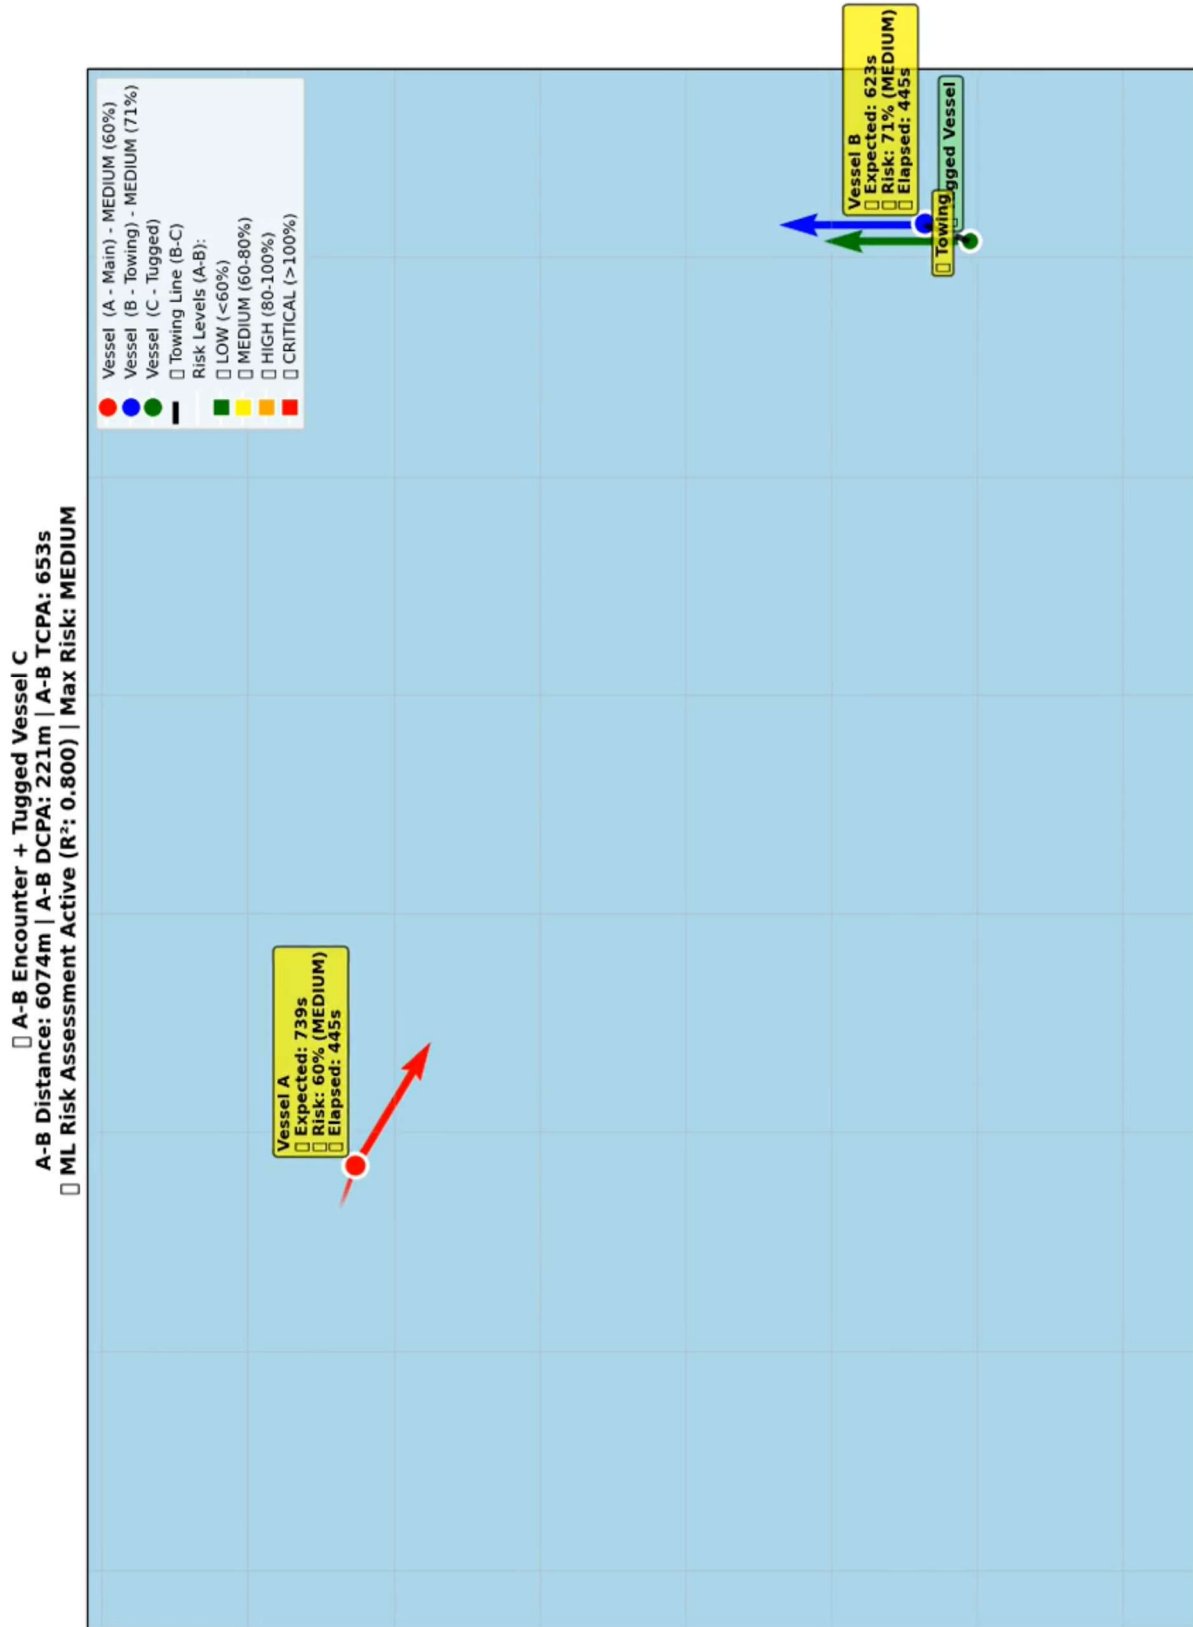 ▯ A-B Encounter + Tugged Vessel C
A-B Distance: 6074m | A-B DCPA: 221m | A-B TCPA: 653s
▯ ML Risk Assessment Active (R²: 0.800) | Max Risk: MEDIUM
Vessel (A - Main) - MEDIUM (60%)
Vessel (B - Towing) - MEDIUM (71%)
Vessel (C - Tugged)
▯ Towing Line (B-C)
Risk Levels (A-B):
▯ LOW (<60%)
▯ MEDIUM (60-80%)
▯ HIGH (80-100%)
▯ CRITICAL (>100%)
Vessel A
▯ Expected: 739s
▯ Risk: 60% (MEDIUM)
▯ Elapsed: 445s
Vessel B
▯ Expected: 623s
▯ Risk: 71% (MEDIUM)
▯ Elapsed: 445s
▯ Towing
gged Vessel